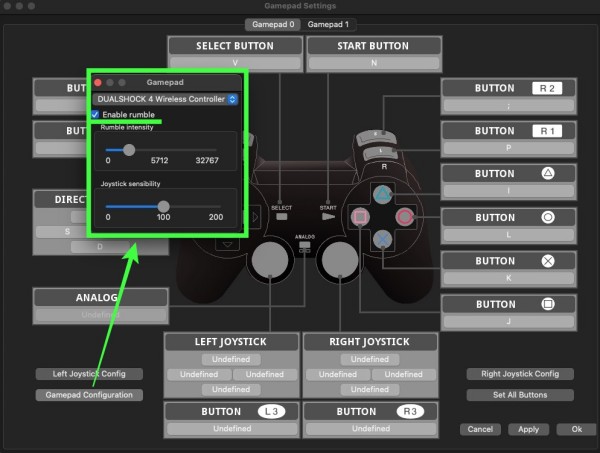 Gamepad Settings
Gamepad 0
Gamepad 1
SELECT BUTTON
V
START BUTTON
N
BUT
BUT
Gamepad
DUALSHOCK 4 Wireless Controller
Enable rumble
Rumble intensity
0 5712 32767
Joystick sensibility
0 100 200
BUTTON R2
;
BUTTON R1
P
BUTTON
I
BUTTON
L
BUTTON
K
BUTTON
J
R
SELECT
START
ANALOG
DIREC
S
D
ANALOG
Undefined
LEFT JOYSTICK
Undefined
Undefined Undefined
Undefined
RIGHT JOYSTICK
Undefined
Undefined Undefined
Undefined
BUTTON L3
Undefined
BUTTON R3
Undefined
Left Joystick Config
Gamepad Configuration
Right Joystick Config
Set All Buttons
Cancel
Apply
Ok